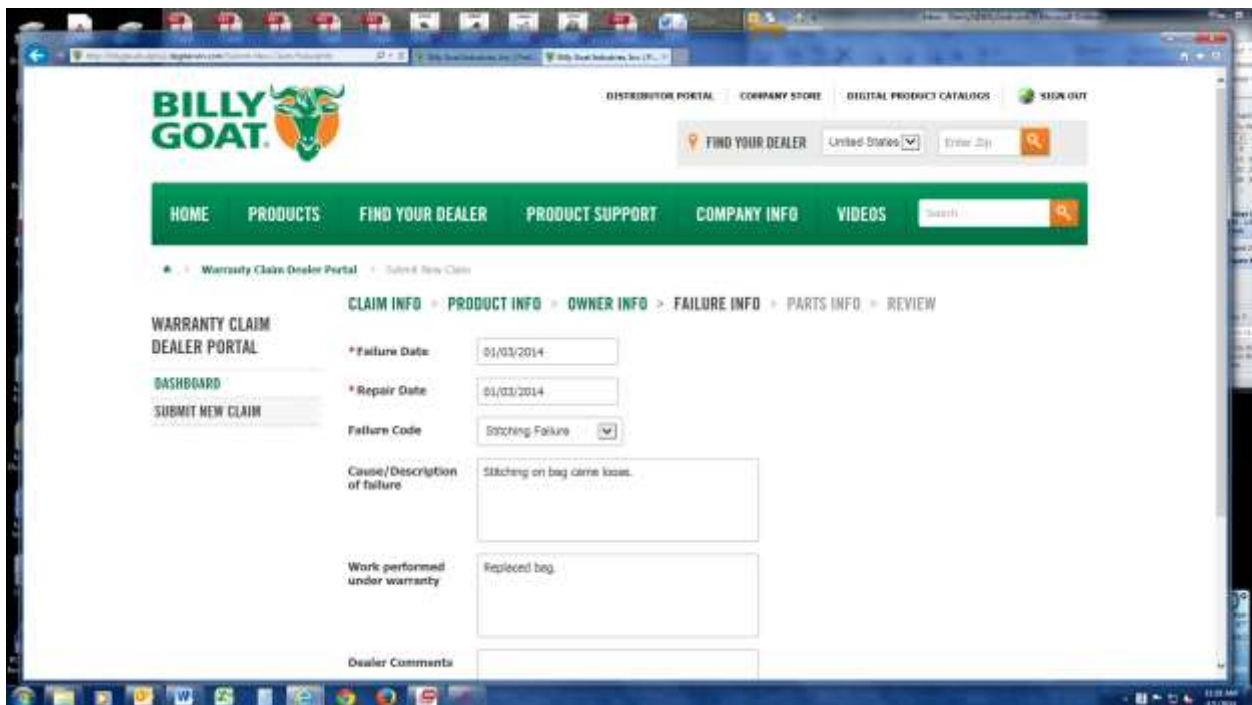 BILLY
GOAT
DISTRIBUTOR PORTAL COMPANY STORE DIGITAL PRODUCT CATALOGS SIGN OUT
FIND YOUR DEALER United States Enter Zip
HOME PRODUCTS FIND YOUR DEALER PRODUCT SUPPORT COMPANY INFO VIDEOS Search
Warranty Claim Dealer Portal Submit New Claim
CLAIM INFO > PRODUCT INFO > OWNER INFO > FAILURE INFO > PARTS INFO > REVIEW
WARRANTY CLAIM
DEALER PORTAL
DASHBOARD
SUBMIT NEW CLAIM
*Failure Date 01/03/2014
*Repair Date 01/03/2014
Failure Code Stitching Failure
Cause/Description
of failure
Stitching on bag came loose.
Work performed
under warranty
Replaced bag.
Dealer Comments